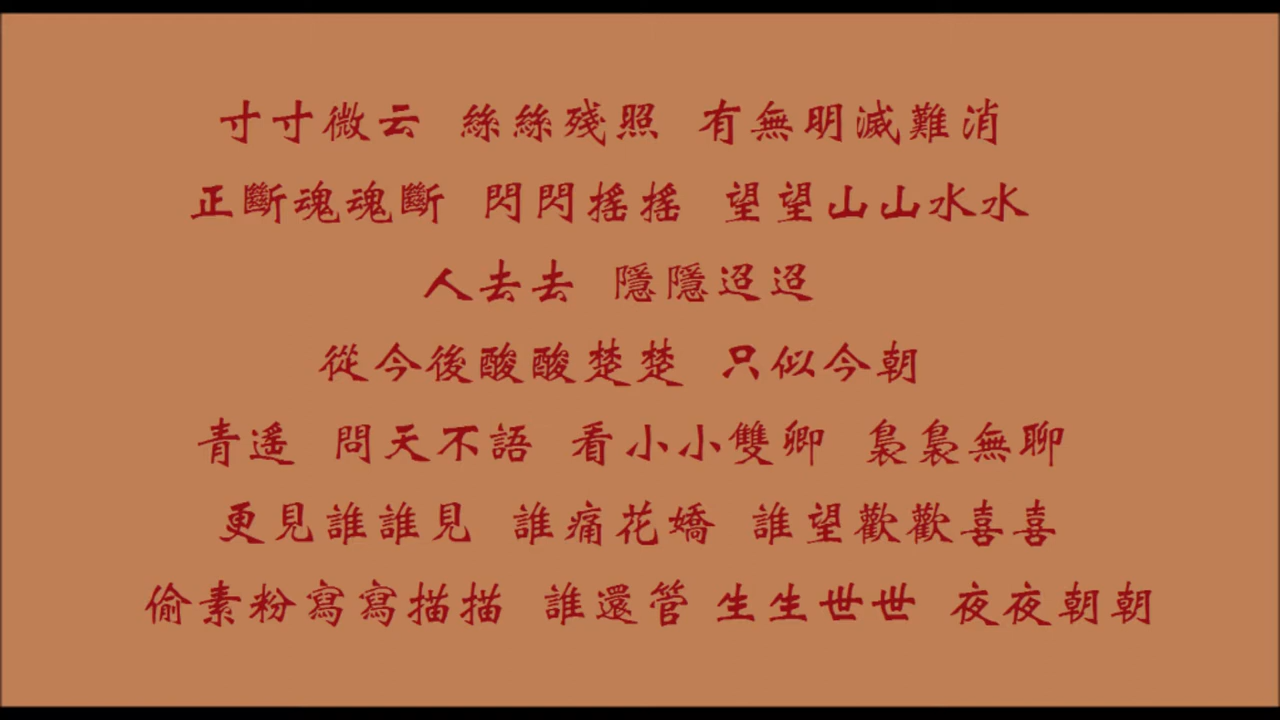 寸寸微云 絲絲殘照 有無明滅難消
正斷魂魂斷 閃閃摇摇 望望山山水水
人去去 隱隱迢迢
從今後酸酸楚楚 只似今朝
青遥 問天不語 看小小雙卿 裊裊無聊
更見誰誰見 誰痛花嬌 誰望歡歡喜喜
偷素粉寫寫描描 誰還管 生生世世 夜夜朝朝